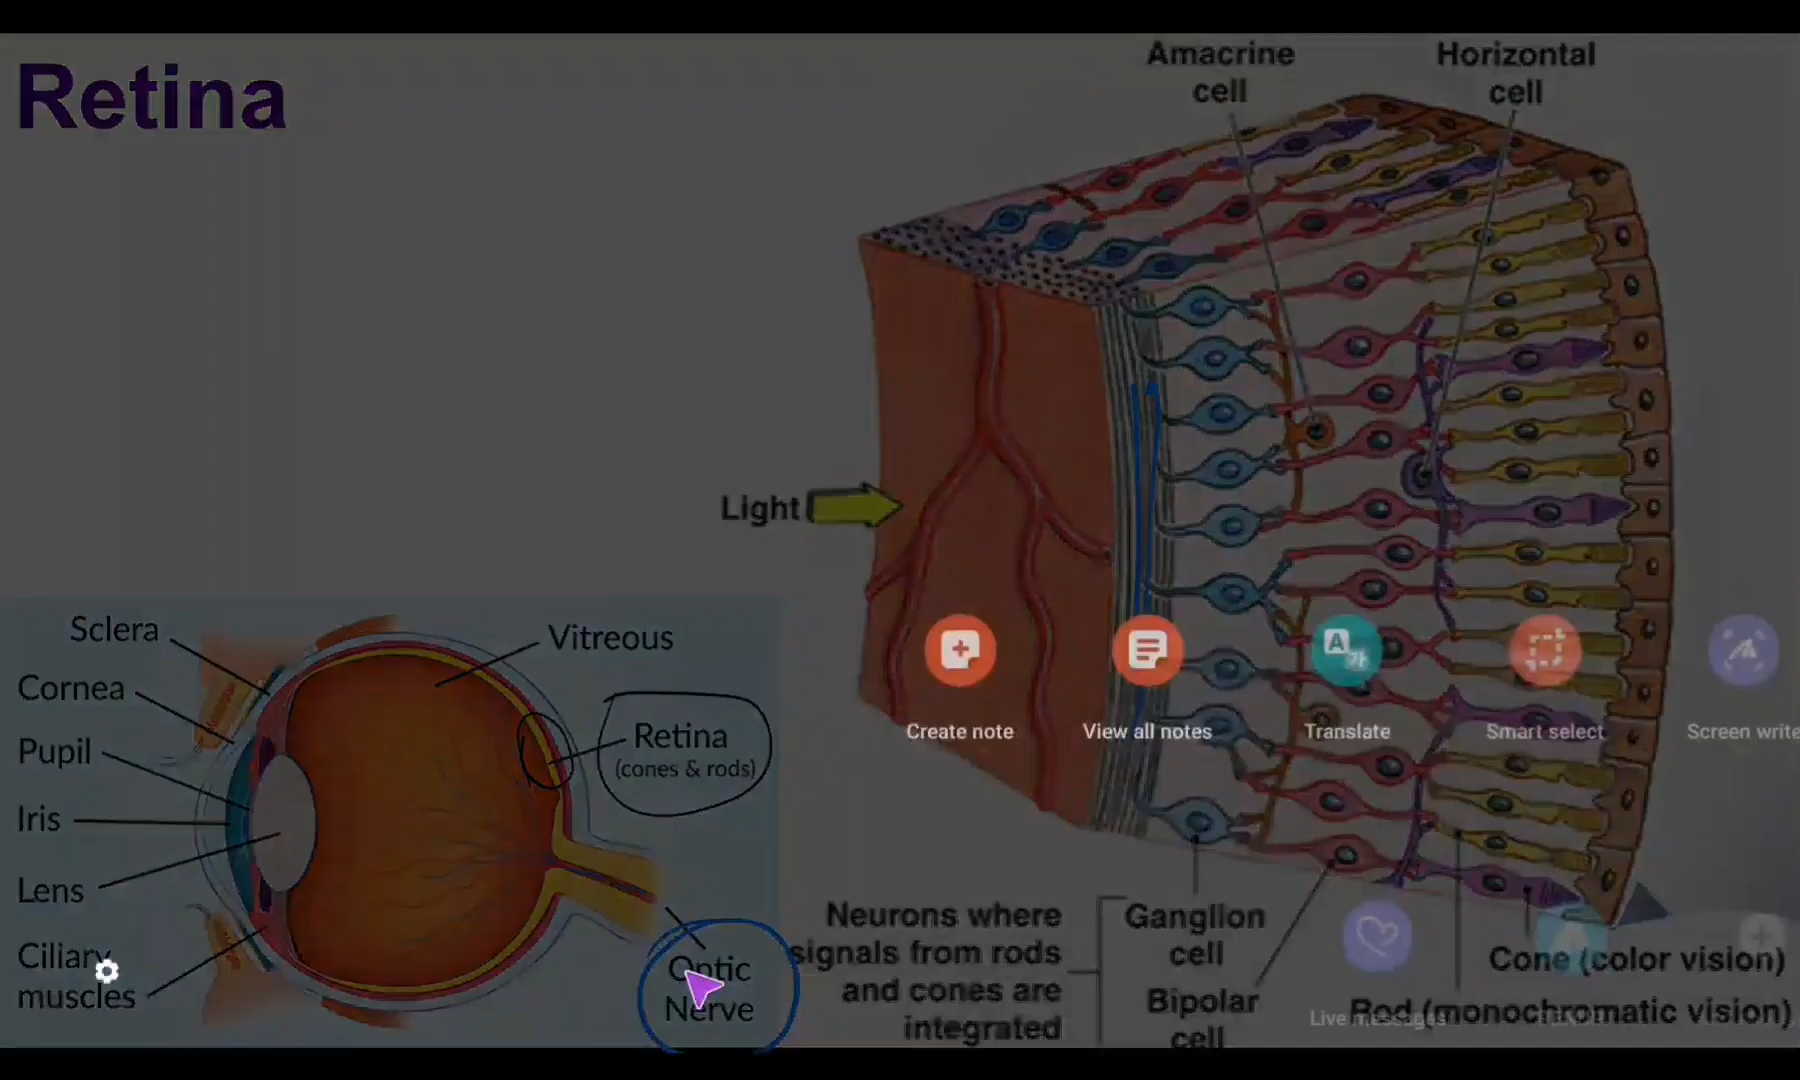 Retina
Amacrine
cell
Horizontal
cell
Light
Sclera
Cornea
Pupil
Iris
Lens
Ciliary
muscles
Vitreous
Retina
(cones & rods)
Optic
Nerve
Create note
View all notes
Translate
Smart select
Screen write
Neurons where
signals from rods
and cones are
integrated
Ganglion
cell
Bipolar
cell
Cone (color vision)
Rod (monochromatic vision)
Live messages